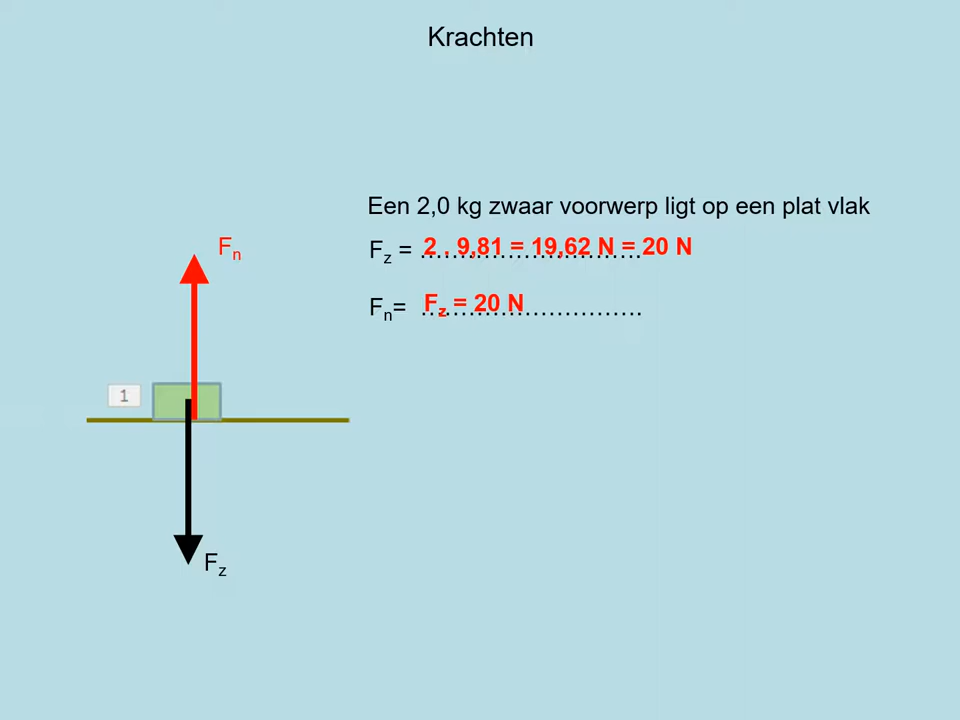 Krachten
Een 2,0 kg zwaar voorwerp ligt op een plat vlak
Fn
Fz = 2 . 9,81 = 19,62 N = 20 N
Fn= Fz = 20 N
1
Fz